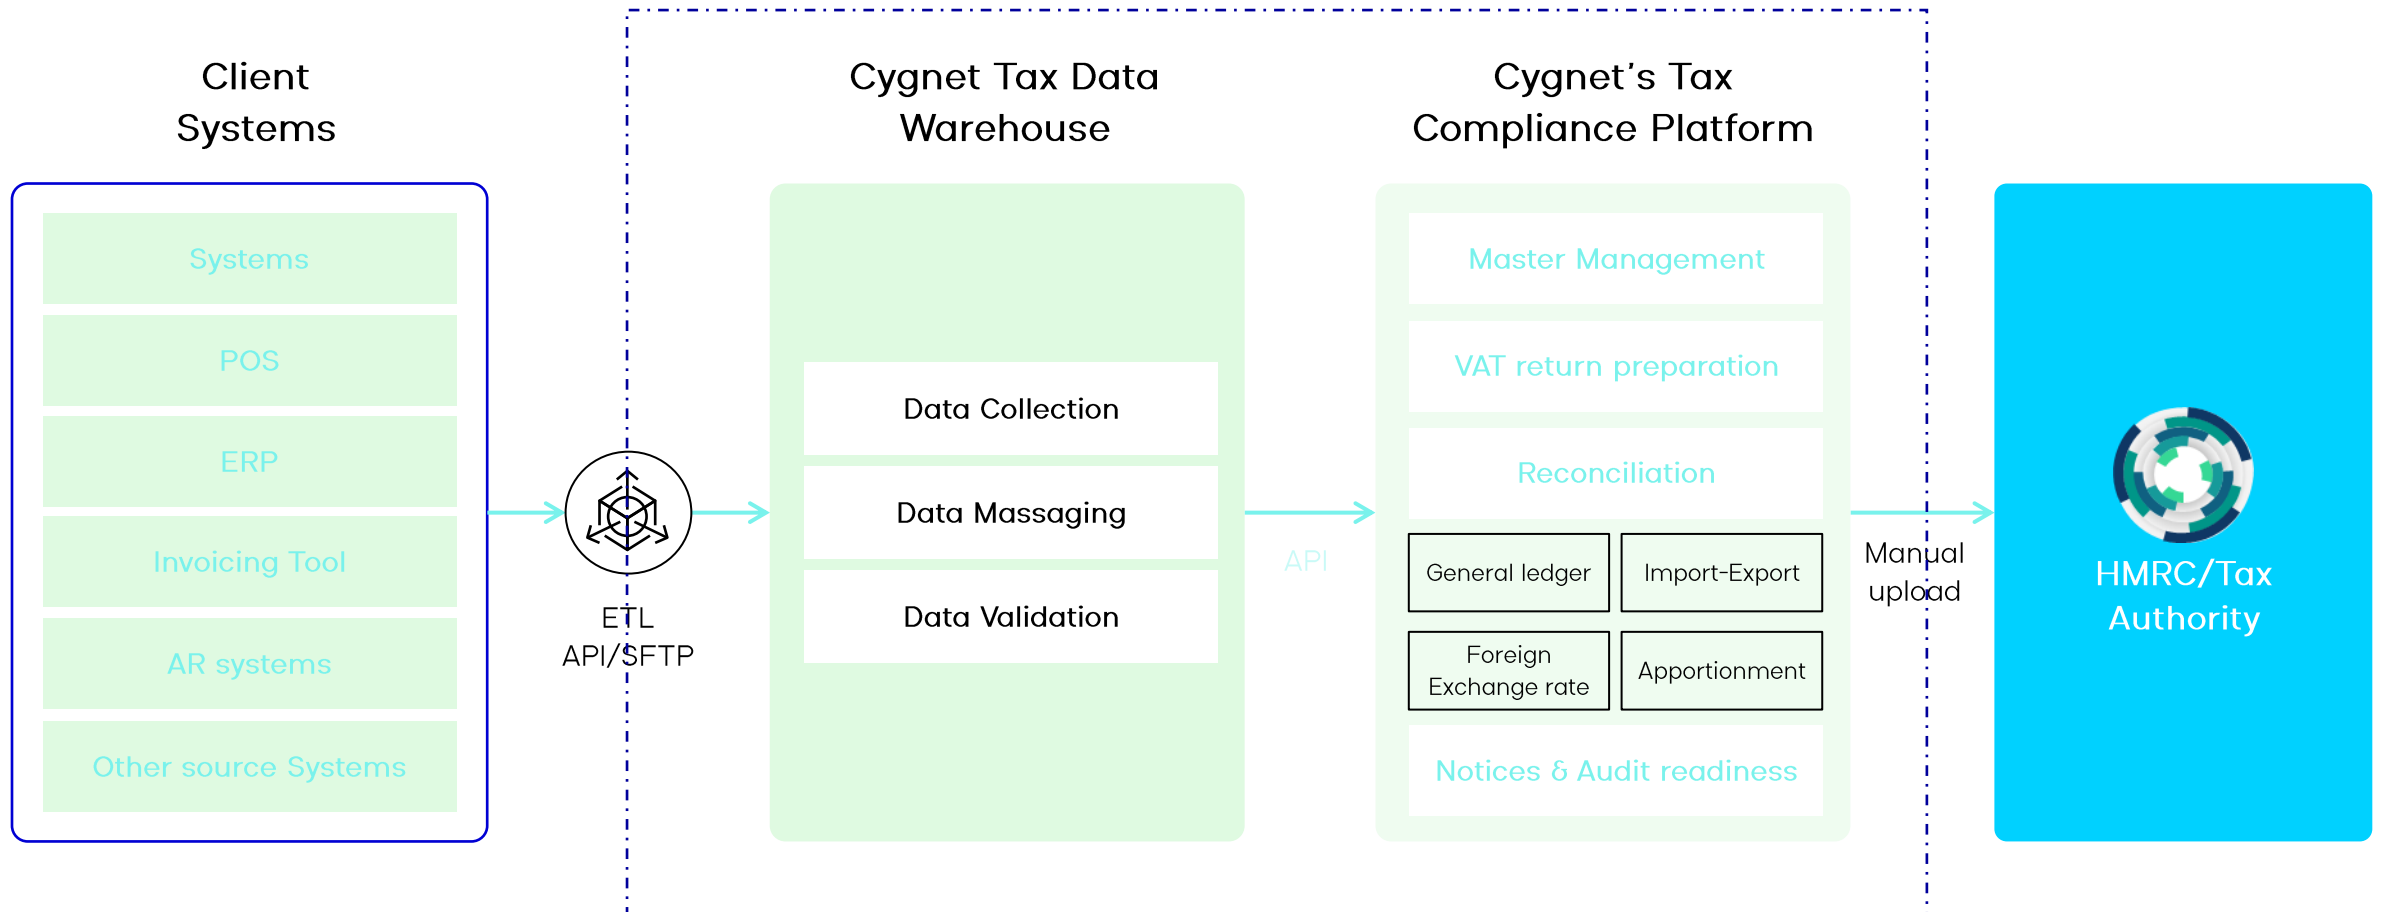 Client
Systems
Systems
POS
ERP
Invoicing Tool
AR systems
Other source Systems
ETL
API/SFTP
Cygnet Tax Data
Warehouse
Data Collection
Data Massaging
Data Validation
API
Cygnet's Tax
Compliance Platform
Master Management
VAT return preparation
Reconciliation
General ledger
Import-Export
Foreign
Exchange rate
Apportionment
Notices & Audit readiness
Manual
upload
HMRC/Tax
Authority